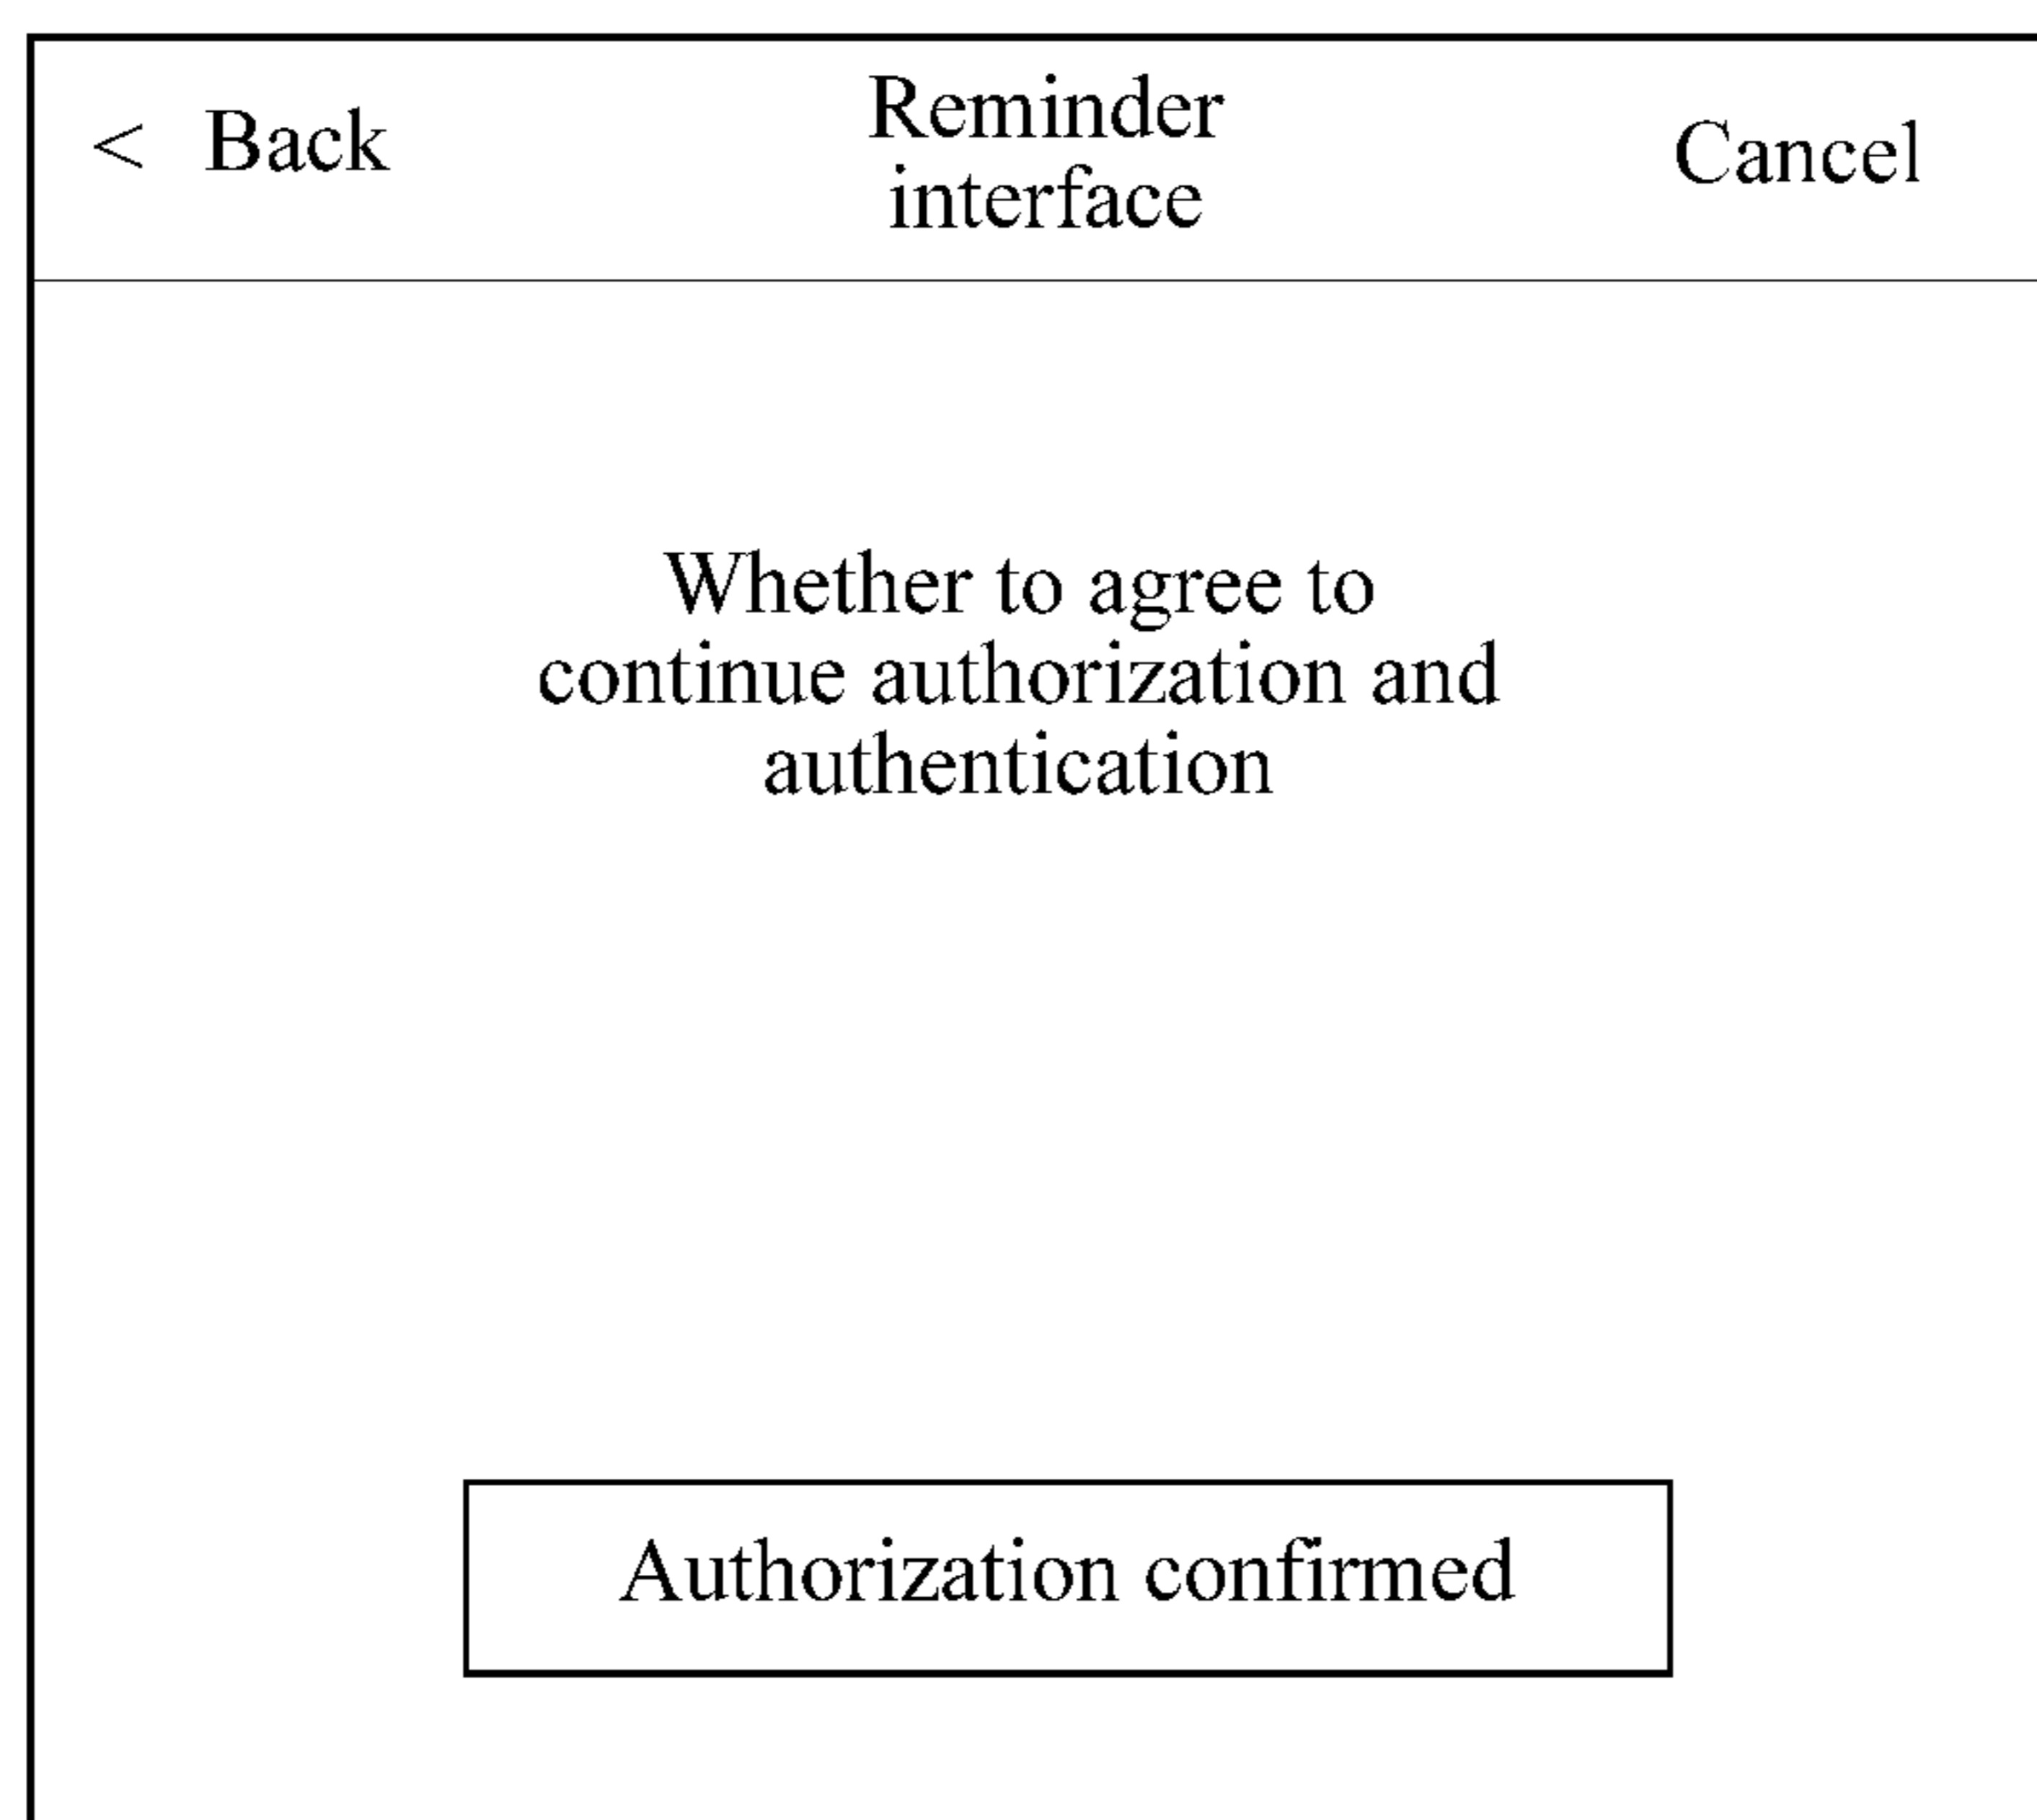 < Back
Reminder
interface
Cancel
Whether to agree to
continue authorization and
authentication
Authorization confirmed